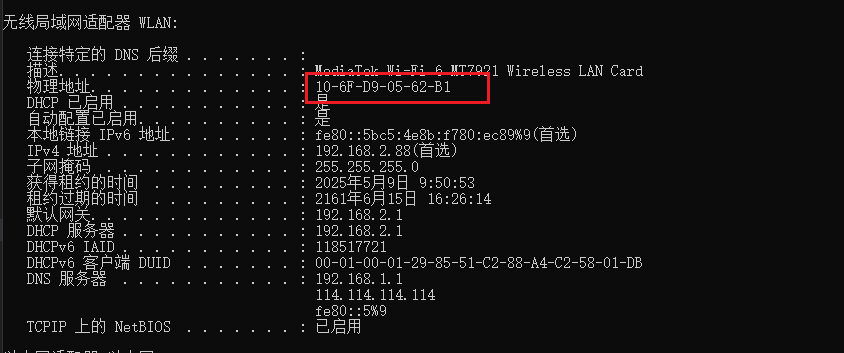 无线局域网适配器 WLAN:
连接特定的 DNS 后缀 . . . . . . . :
描述. . . . . . . . . . . . . . . : MediaTek Wi-Fi 6 MT7921 Wireless LAN Card
物理地址. . . . . . . . . . . . . : 10-6F-D9-05-62-B1
DHCP 已启用 . . . . . . . . . . . : 是
自动配置已启用. . . . . . . . . . : 是
本地链接 IPv6 地址. . . . . . . . : fe80::5bc5:4e8b:f780:ec89%9(首选)
IPv4 地址 . . . . . . . . . . . . : 192.168.2.88(首选)
子网掩码 . . . . . . . . . . . . : 255.255.255.0
获得租约的时间 . . . . . . . . . : 2025年5月9日 9:50:53
租约过期的时间 . . . . . . . . . : 2161年6月15日 16:26:14
默认网关. . . . . . . . . . . . . : 192.168.2.1
DHCP 服务器 . . . . . . . . . . . : 192.168.2.1
DHCPv6 IAID . . . . . . . . . . . : 118517721
DHCPv6 客户端 DUID . . . . . . . : 00-01-00-01-29-85-51-C2-88-A4-C2-58-01-DB
DNS 服务器 . . . . . . . . . . . : 192.168.1.1
114.114.114.114
fe80::5%9
TCPIP 上的 NetBIOS . . . . . . . : 已启用